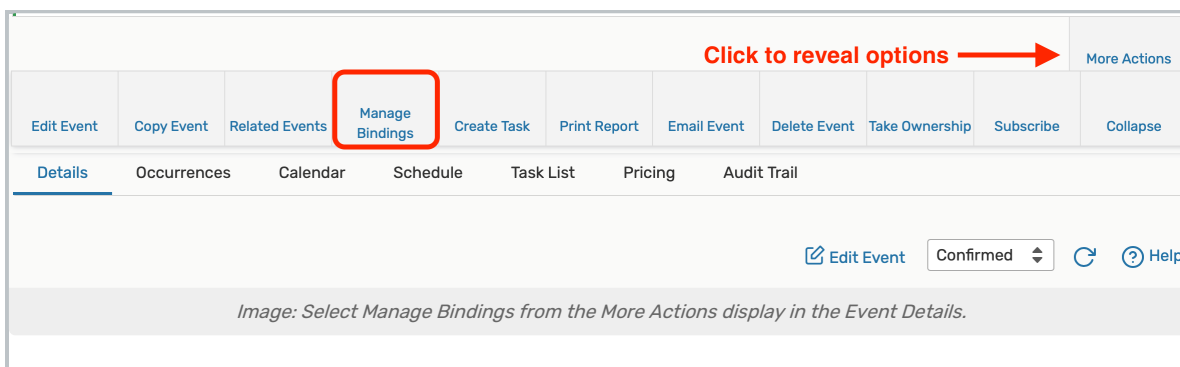 Click to reveal options
More Actions
Edit Event
Copy Event
Related Events
Manage
Bindings
Create Task
Print Report
Email Event
Delete Event
Take Ownership
Subscribe
Collapse
Details
Occurrences
Calendar
Schedule
Task List
Pricing
Audit Trail
Edit Event
Confirmed
Help
Image: Select Manage Bindings from the More Actions display in the Event Details.